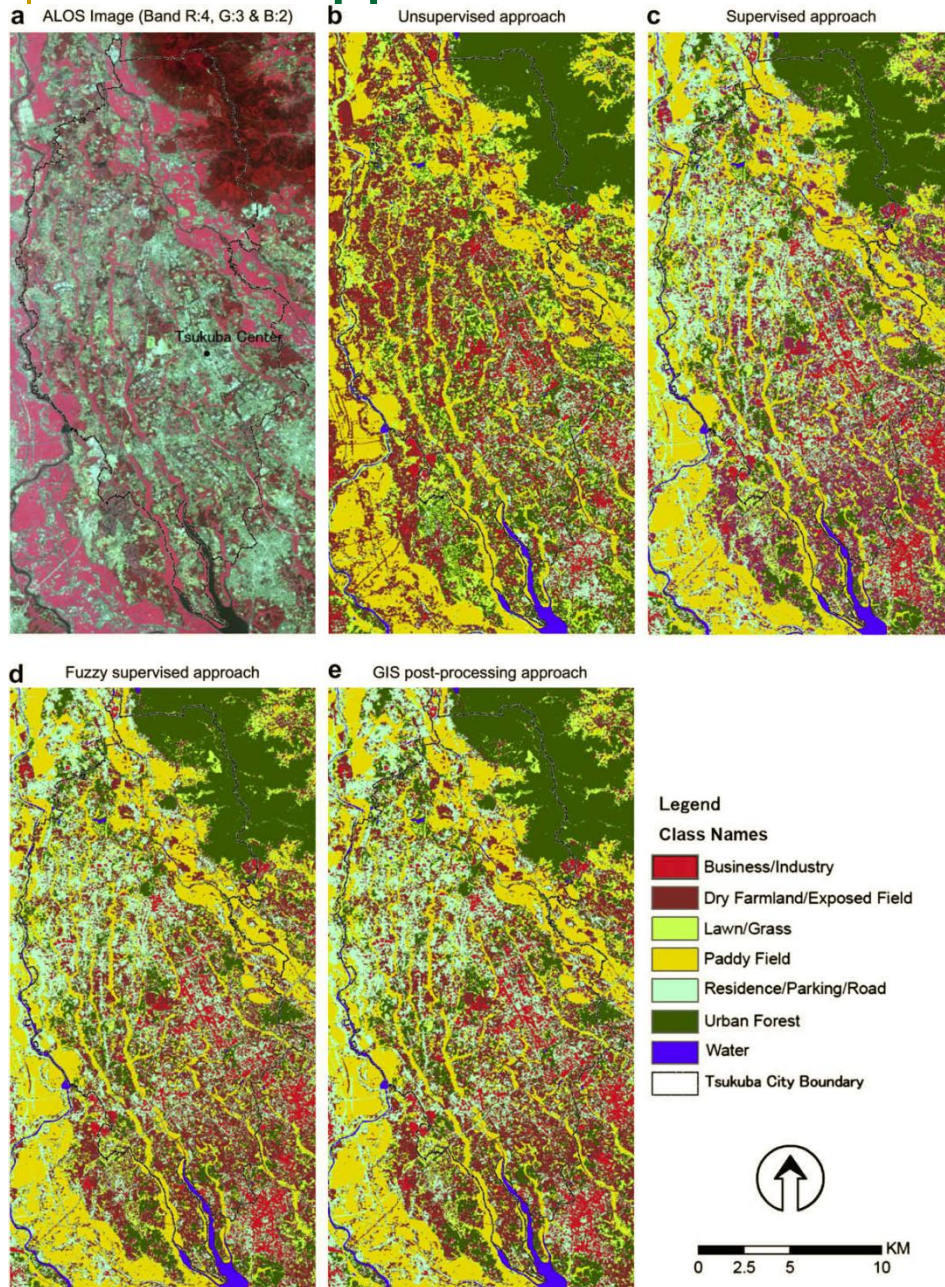 a ALOS Image (Band R:4, G:3 & B:2)
b Unsupervised approach
c Supervised approach
Tsukuba Center
d Fuzzy supervised approach
e GIS post-processing approach
Legend
Class Names
Business/Industry
Dry Farmland/Exposed Field
Lawn/Grass
Paddy Field
Residence/Parking/Road
Urban Forest
Water
Tsukuba City Boundary
KM
0 2.5 5 10